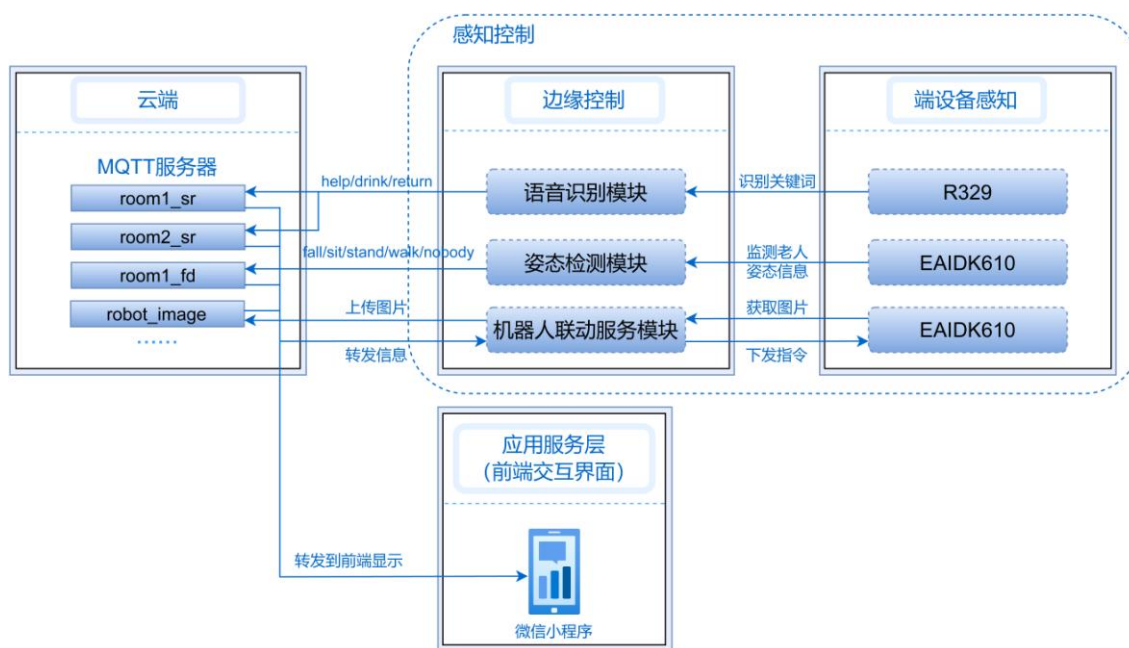 感知控制
云端
MQTT服务器
room1_sr
room2_sr
room1_fd
robot_image
……
help/drink/return
fall/sit/stand/walk/nobody
上传图片
转发信息
边缘控制
语音识别模块
姿态检测模块
机器人联动服务模块
识别关键词
监测老人
姿态信息
获取图片
下发指令
端设备感知
R329
EAIDK610
EAIDK610
应用服务层
（前端交互界面）
转发到前端显示
微信小程序